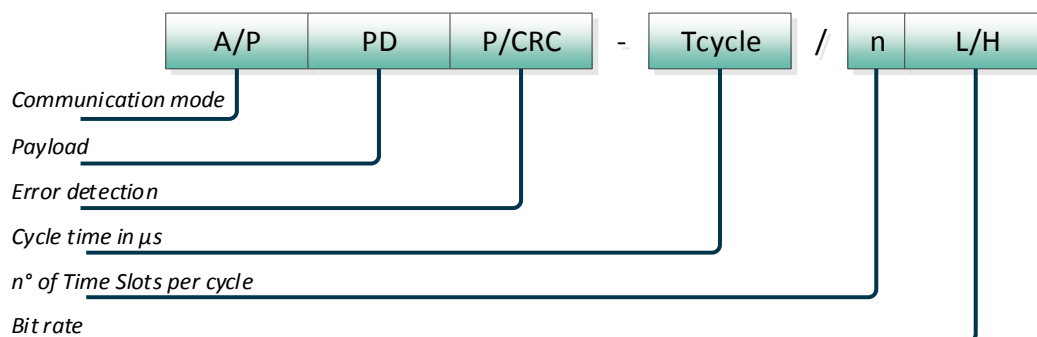 A/P PD P/CRC - Tcycle / n L/H
Communication mode
Payload
Error detection
Cycle time in µs
n° of Time Slots per cycle
Bit rate